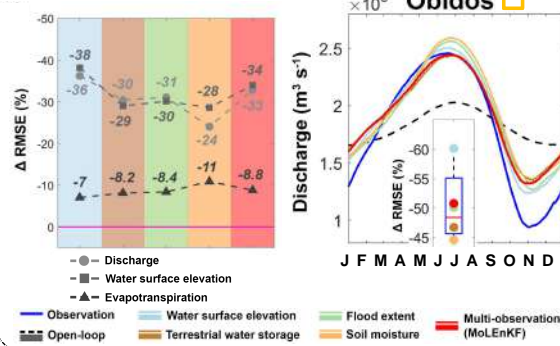 Óbidos
-50
-40
-30
-20
-10
0
Δ RMSE (%)
-38
-36
-30
-29
-31
-30
-28
-24
-34
-33
-7
-8.2
-8.4
-11
-8.8
Discharge
Water surface elevation
Evapotranspiration
2.5
2
1.5
1
Discharge (m³ s⁻¹)
-60
-55
-50
-45
Δ RMSE (%)
J F M A M J J A S O N D
Observation
Open-loop
Water surface elevation
Terrestrial water storage
Flood extent
Soil moisture
Multi-observation
(MoLEnKF)